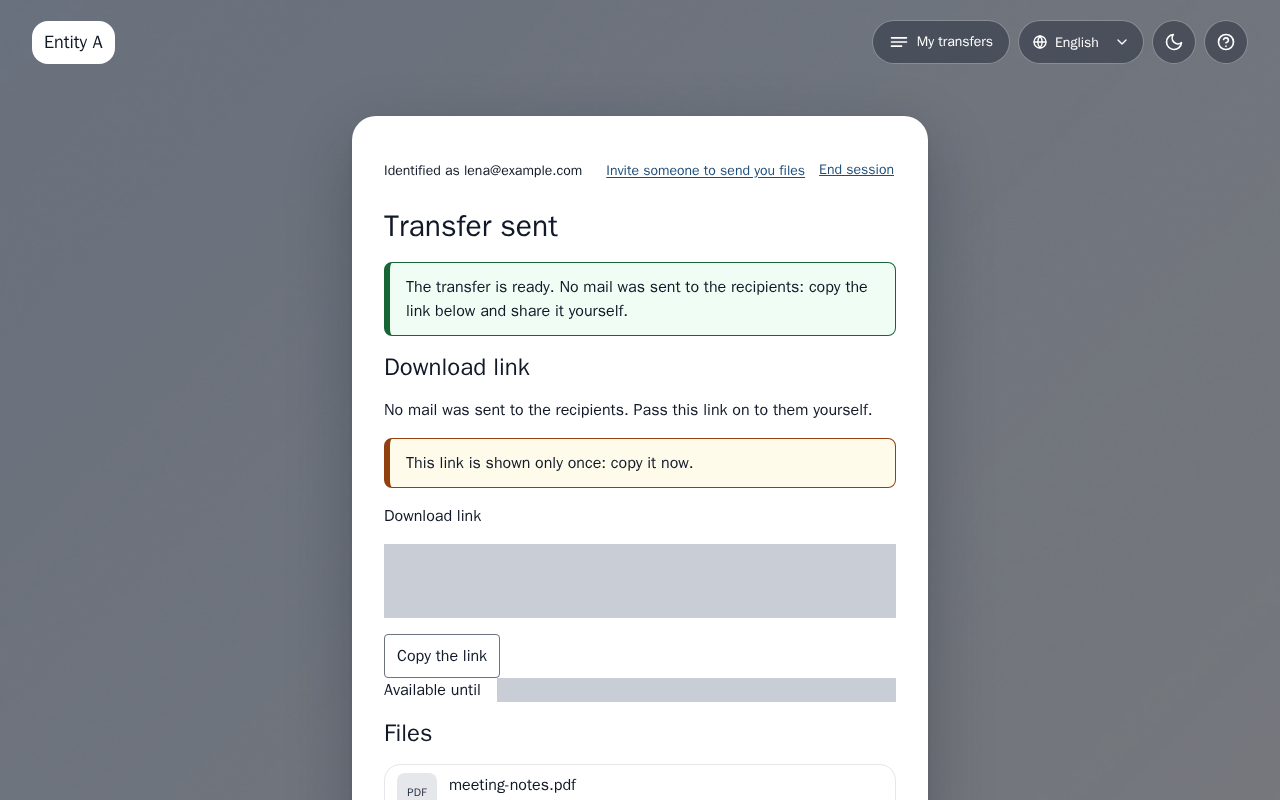 Entity A
My transfers
English
Identified as lena@example.com
Invite someone to send you files
End session
Transfer sent
The transfer is ready. No mail was sent to the recipients: copy the
link below and share it yourself.
Download link
No mail was sent to the recipients. Pass this link on to them yourself.
This link is shown only once: copy it now.
Download link
Copy the link
Available until
Files
PDF
meeting-notes.pdf